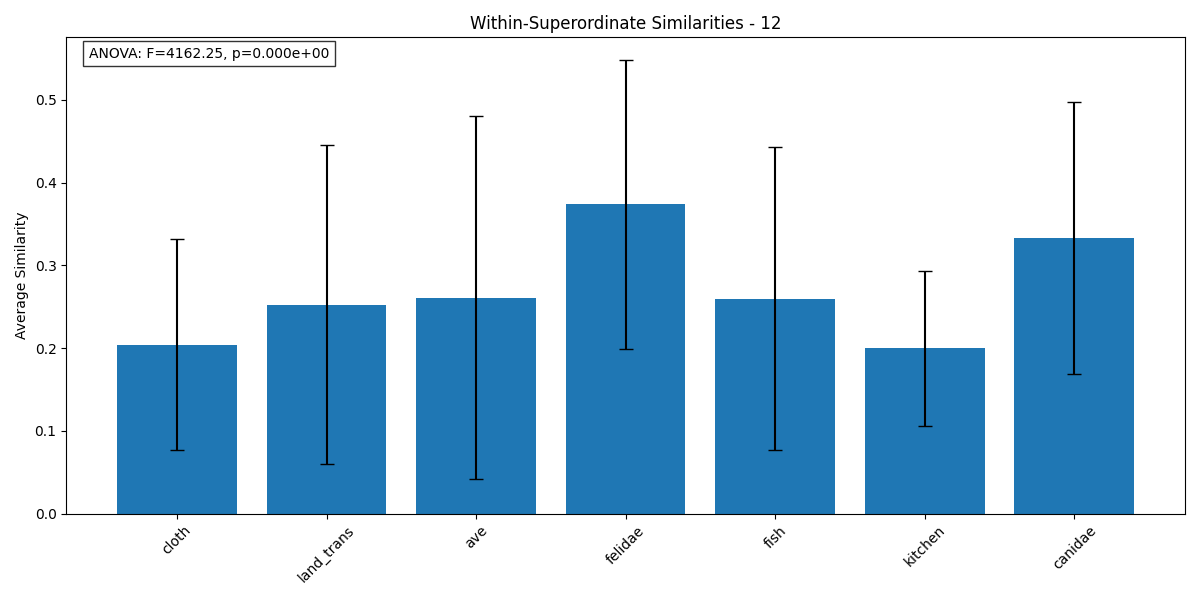 Within-Superordinate Similarities - 12
ANOVA: F=4162.25, p=0.000e+00
Average Similarity
0.5
0.4
0.3
0.2
0.1
0.0
cloth
land_trans
ave
felidae
fish
kitchen
canidae